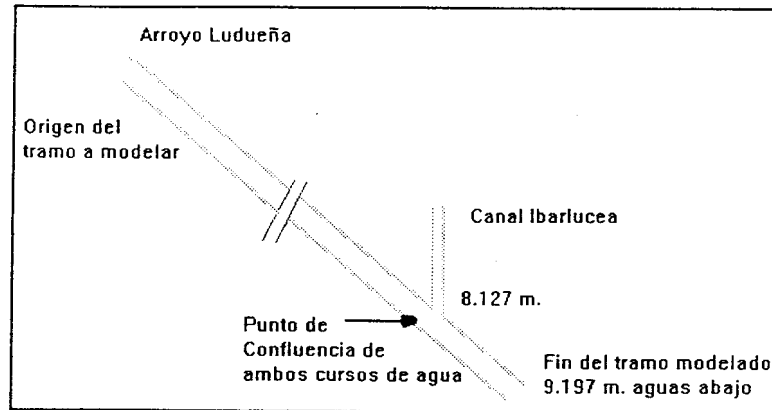 Arroyo Ludueña
Origen del
tramo a modelar
Canal Ibarlucea
8.127 m.
Punto de
Confluencia de
ambos cursos de agua
Fin del tramo modelado
9.197 m. aguas abajo